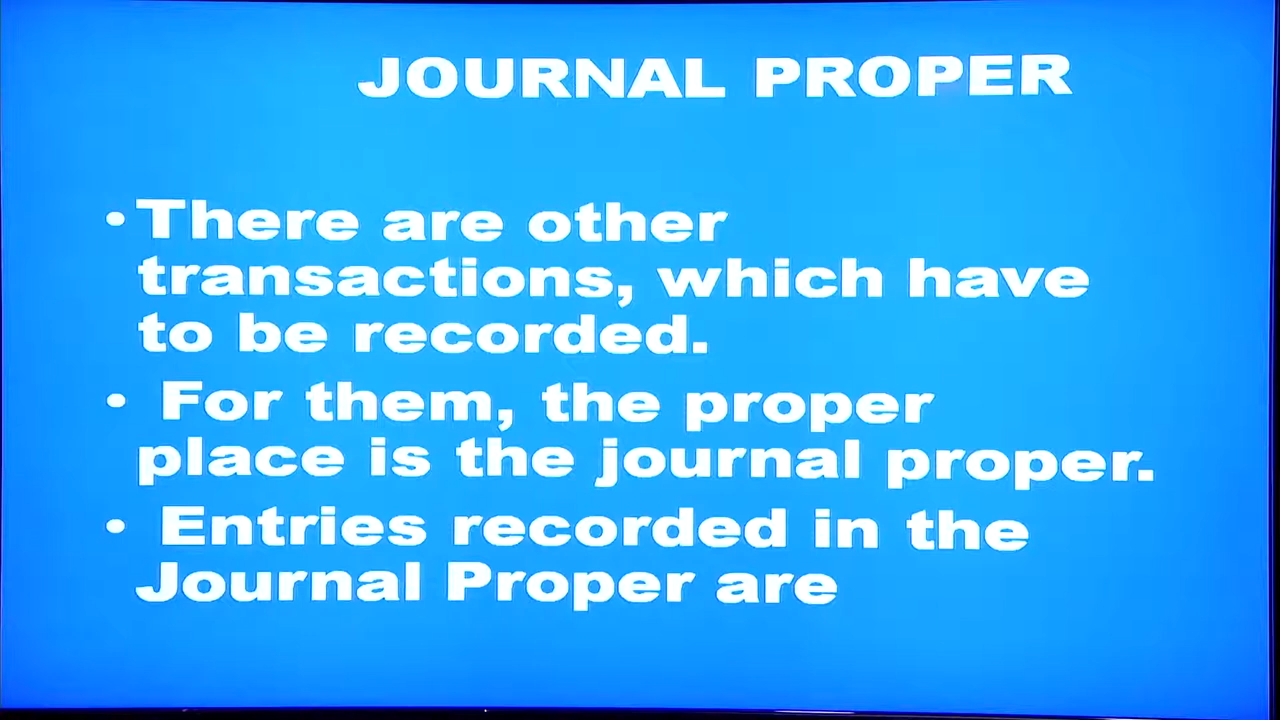 JOURNAL PROPER
•There are other
transactions, which have
to be recorded.
• For them, the proper
place is the journal proper.
• Entries recorded in the
Journal Proper are